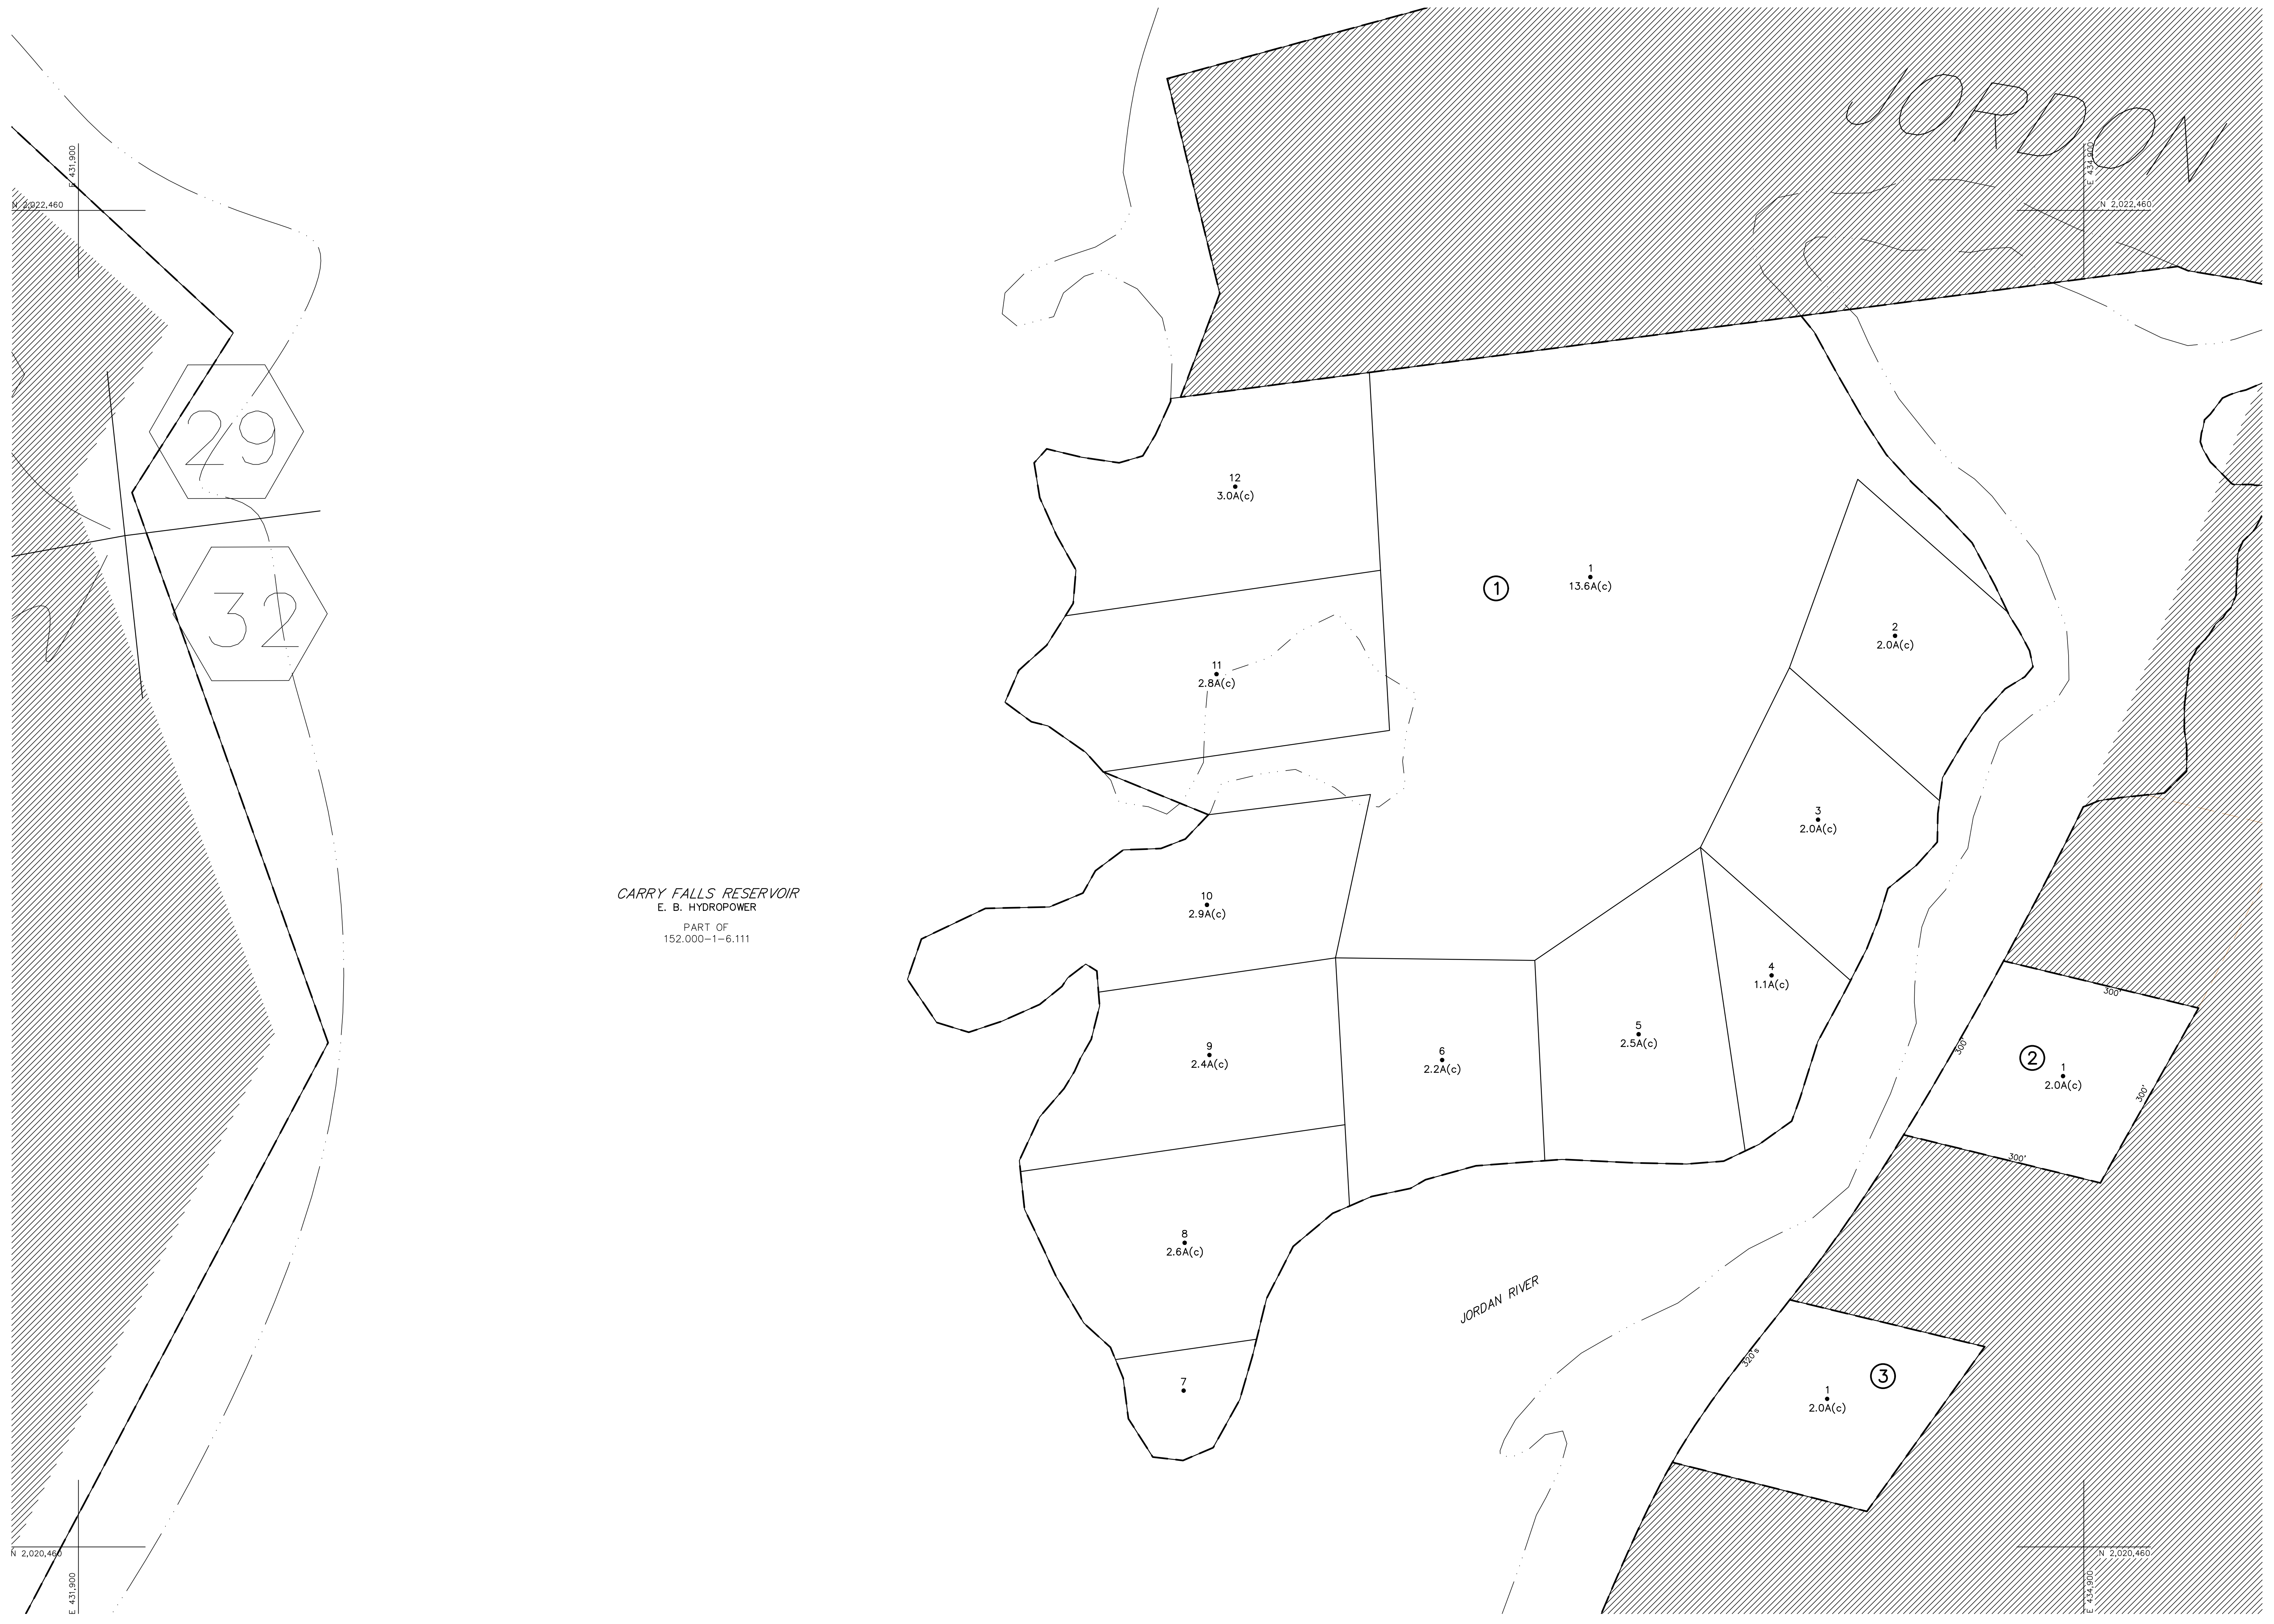 JORDON
E 431,900
N 2,022,460
E 434,900
N 2,022,460
29
32
12
3.0A(c)
1
1
13.6A(c)
2
2.0A(c)
11
2.8A(c)
3
2.0A(c)
CARRY FALLS RESERVOIR
E. B. HYDROPOWER
PART OF
152.000-1-6.111
10
2.9A(c)
4
1.1A(c)
300'
5
2.5A(c)
9
2.4A(c)
6
2.2A(c)
300'
2
1
2.0A(c)
300'
300'
8
2.6A(c)
JORDAN RIVER
320's
3
7
1
2.0A(c)
N 2,020,460
E 431,900
N 2,020,460
E 434,900